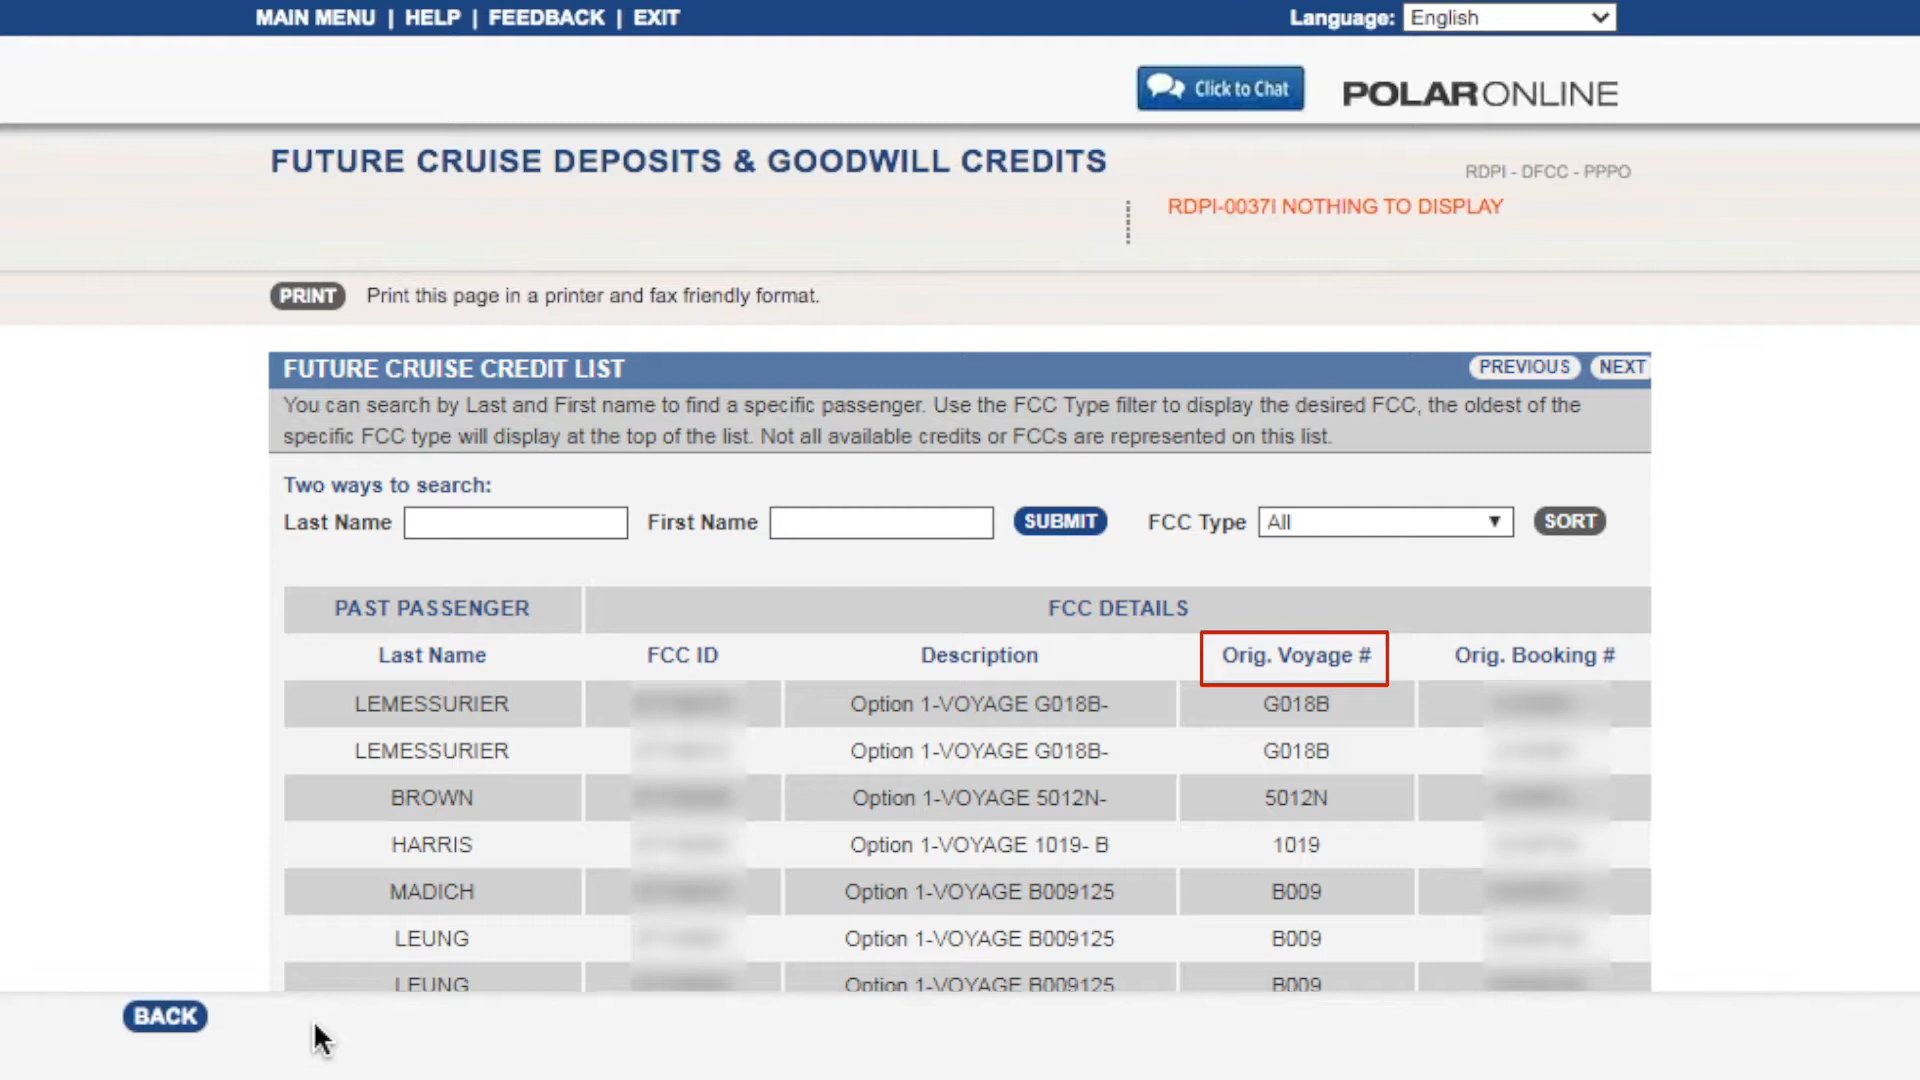 MAIN MENU | HELP | FEEDBACK | EXIT
Language: English
Click to Chat
POLARONLINE
FUTURE CRUISE DEPOSITS & GOODWILL CREDITS
RDPI - DFCC - PPPO
RDPI-0037I NOTHING TO DISPLAY
PRINT Print this page in a printer and fax friendly format.
FUTURE CRUISE CREDIT LIST PREVIOUS NEXT
You can search by Last and First name to find a specific passenger. Use the FCC Type filter to display the desired FCC, the oldest of the
specific FCC type will display at the top of the list. Not all available credits or FCCs are represented on this list.
Two ways to search:
Last Name First Name SUBMIT FCC Type All SORT
PAST PASSENGER FCC DETAILS
Last Name FCC ID Description Orig. Voyage # Orig. Booking #
LEMESSURIER Option 1-VOYAGE G018B- G018B
LEMESSURIER Option 1-VOYAGE G018B- G018B
BROWN Option 1-VOYAGE 5012N- 5012N
HARRIS Option 1-VOYAGE 1019- B 1019
MADICH Option 1-VOYAGE B009125 B009
LEUNG Option 1-VOYAGE B009125 B009
LEUNG Option 1-VOYAGE B009125 B009
BACK